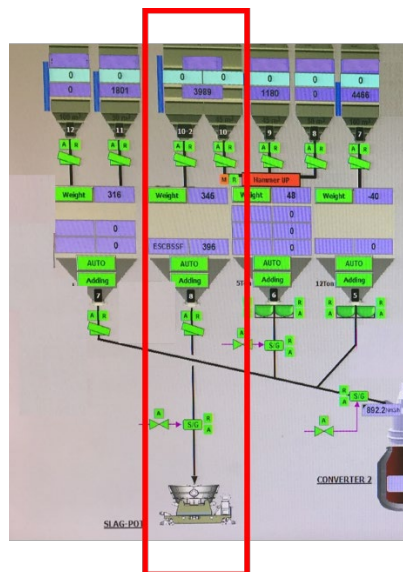 0 0 0 0 0 0 0
0 1801 3989 1180 0 4466
12 11 10-2 10 9 8 7
A R A R A R A R A R A R
M R Hammer UP
Weight 316 Weight 346 Weight 48 Weight -40
0 0
0 ESCBSSF 396 0 0
0
AUTO AUTO AUTO AUTO
Adding Adding 5Ton Adding 12Ton Adding
7 8 6 5
A R A R R A R A
A S/G R A
A S/G R A
892.2
A S/G R A
A
CONVERTER 2
SLAG-POT